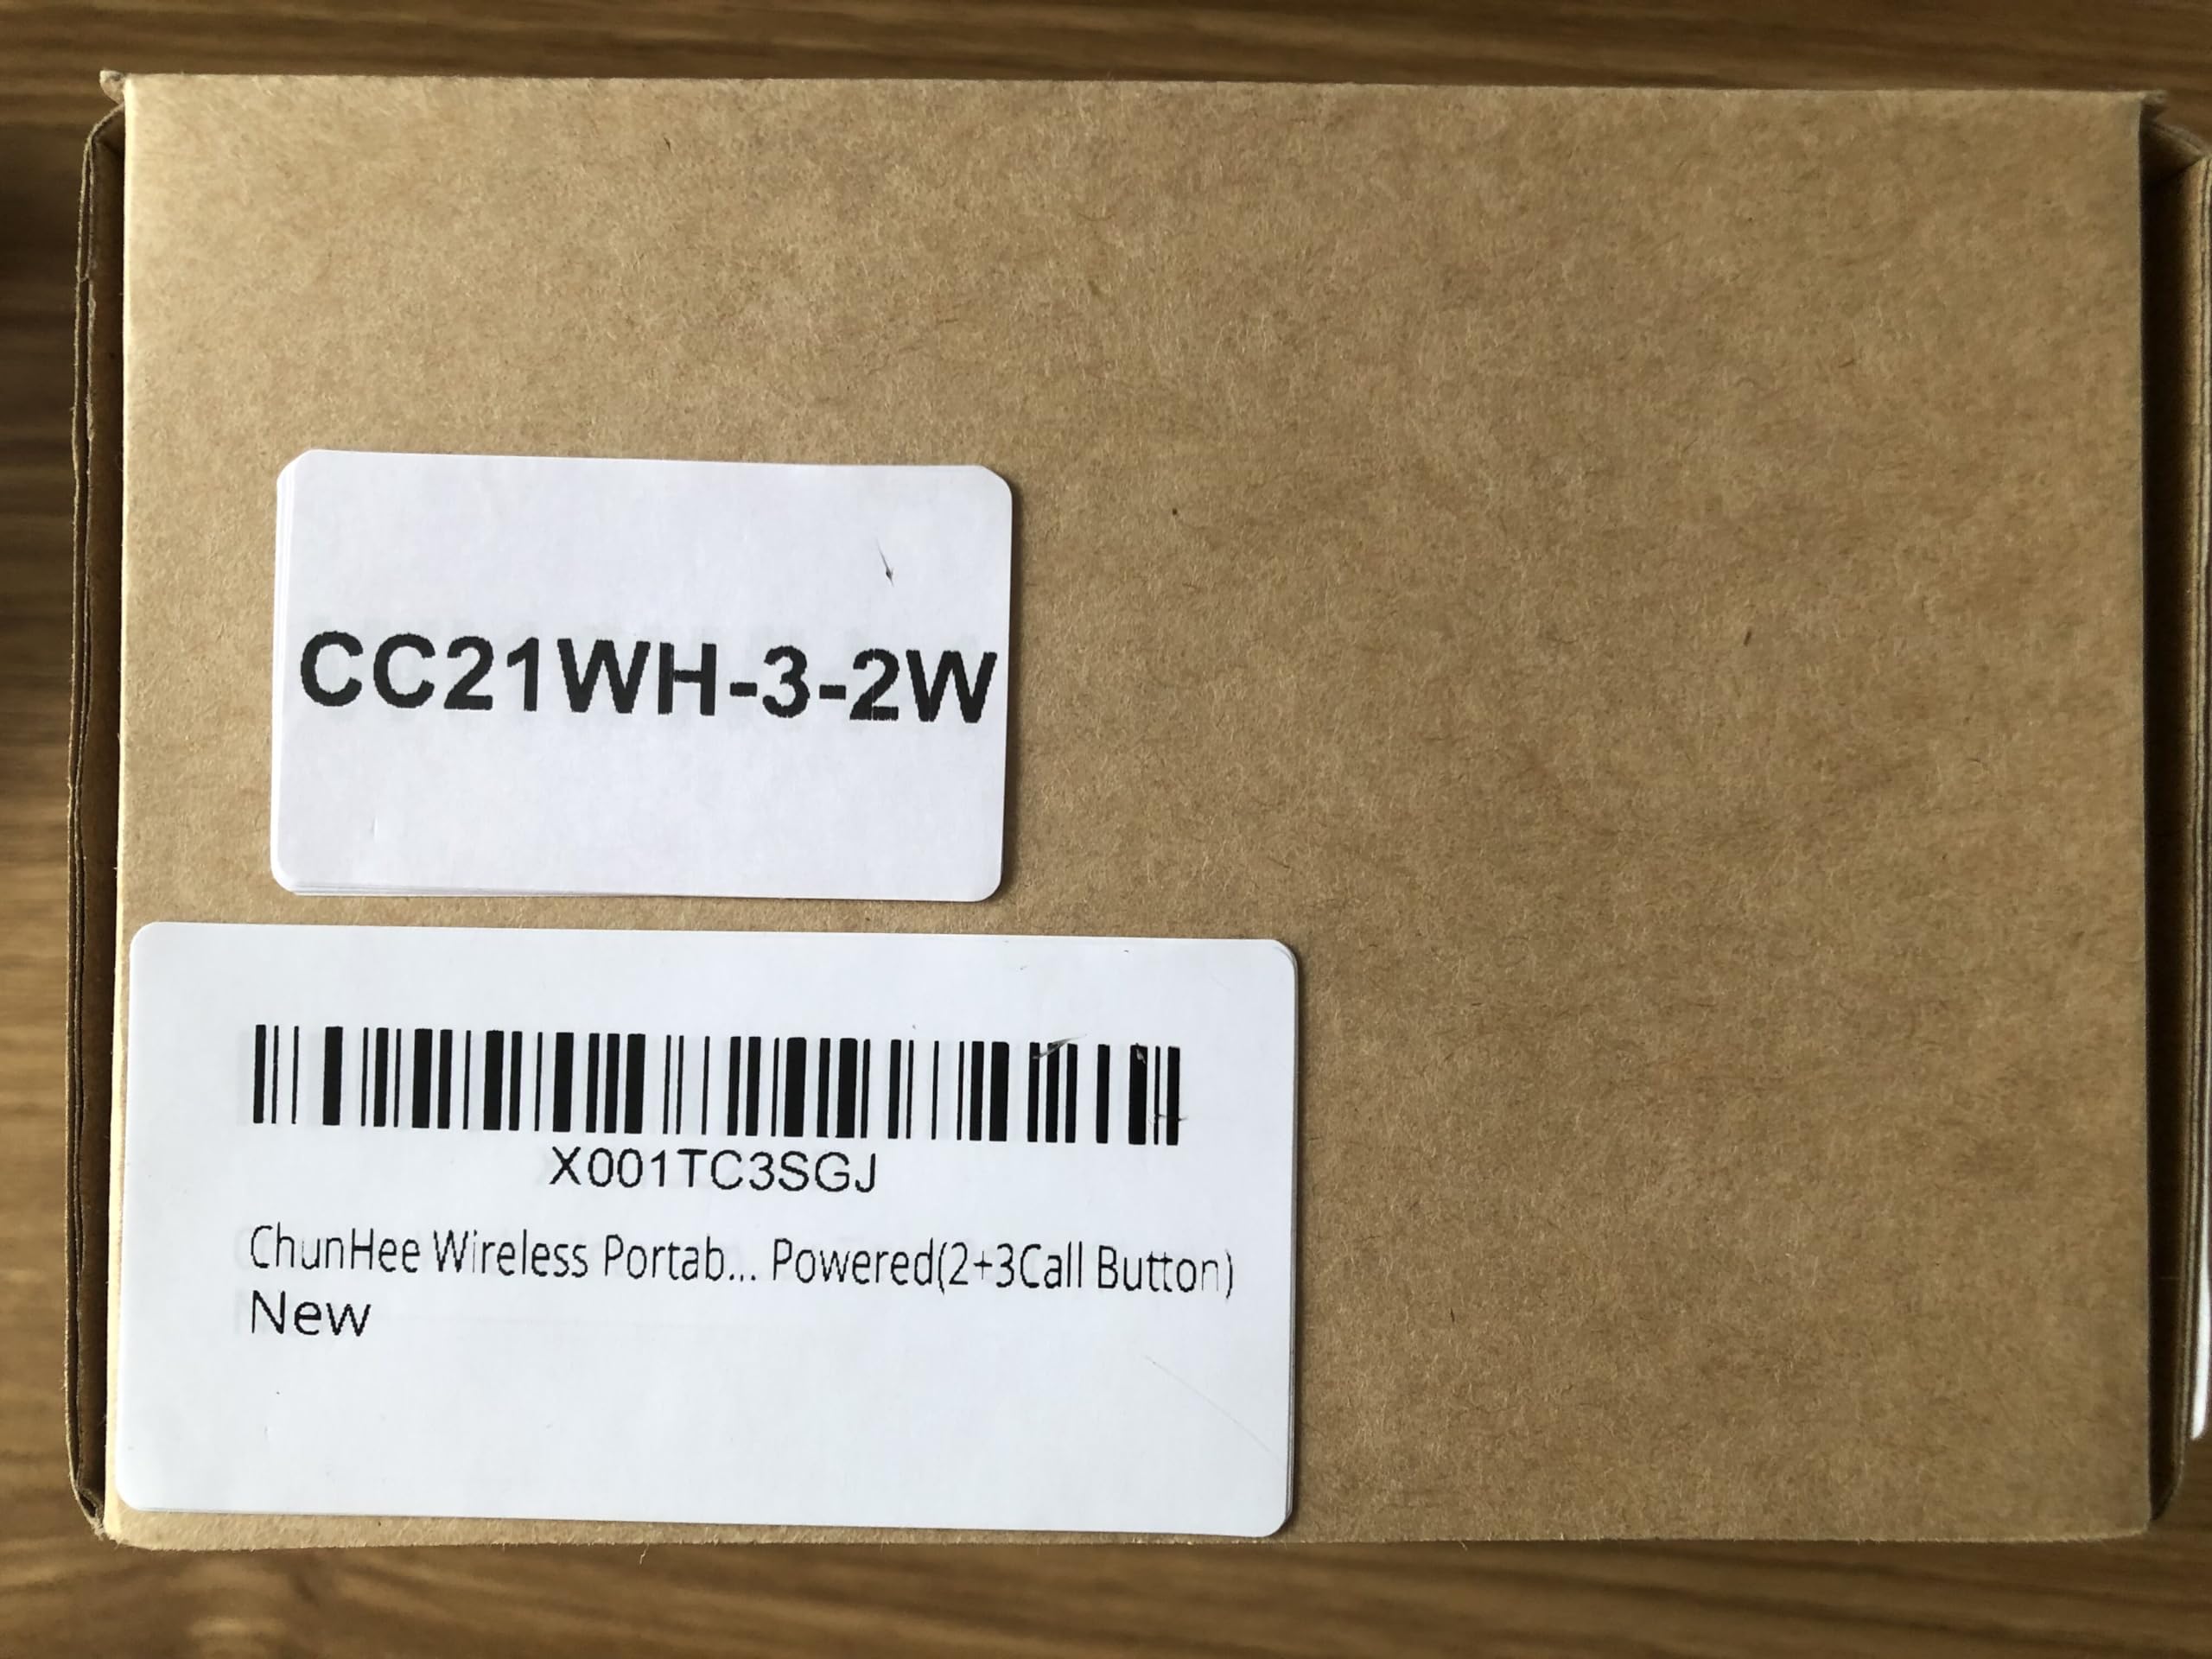 CC21WH-3-2W
X001TC3SGJ
ChunHee Wireless Portab... Powered(2+3Call Button)
New